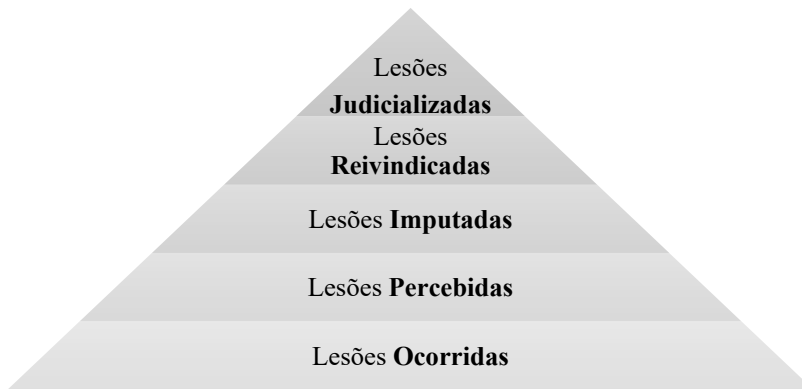 Lesões
Judicializadas
Lesões
Reivindicadas
Lesões Imputadas
Lesões Percebidas
Lesões Ocorridas